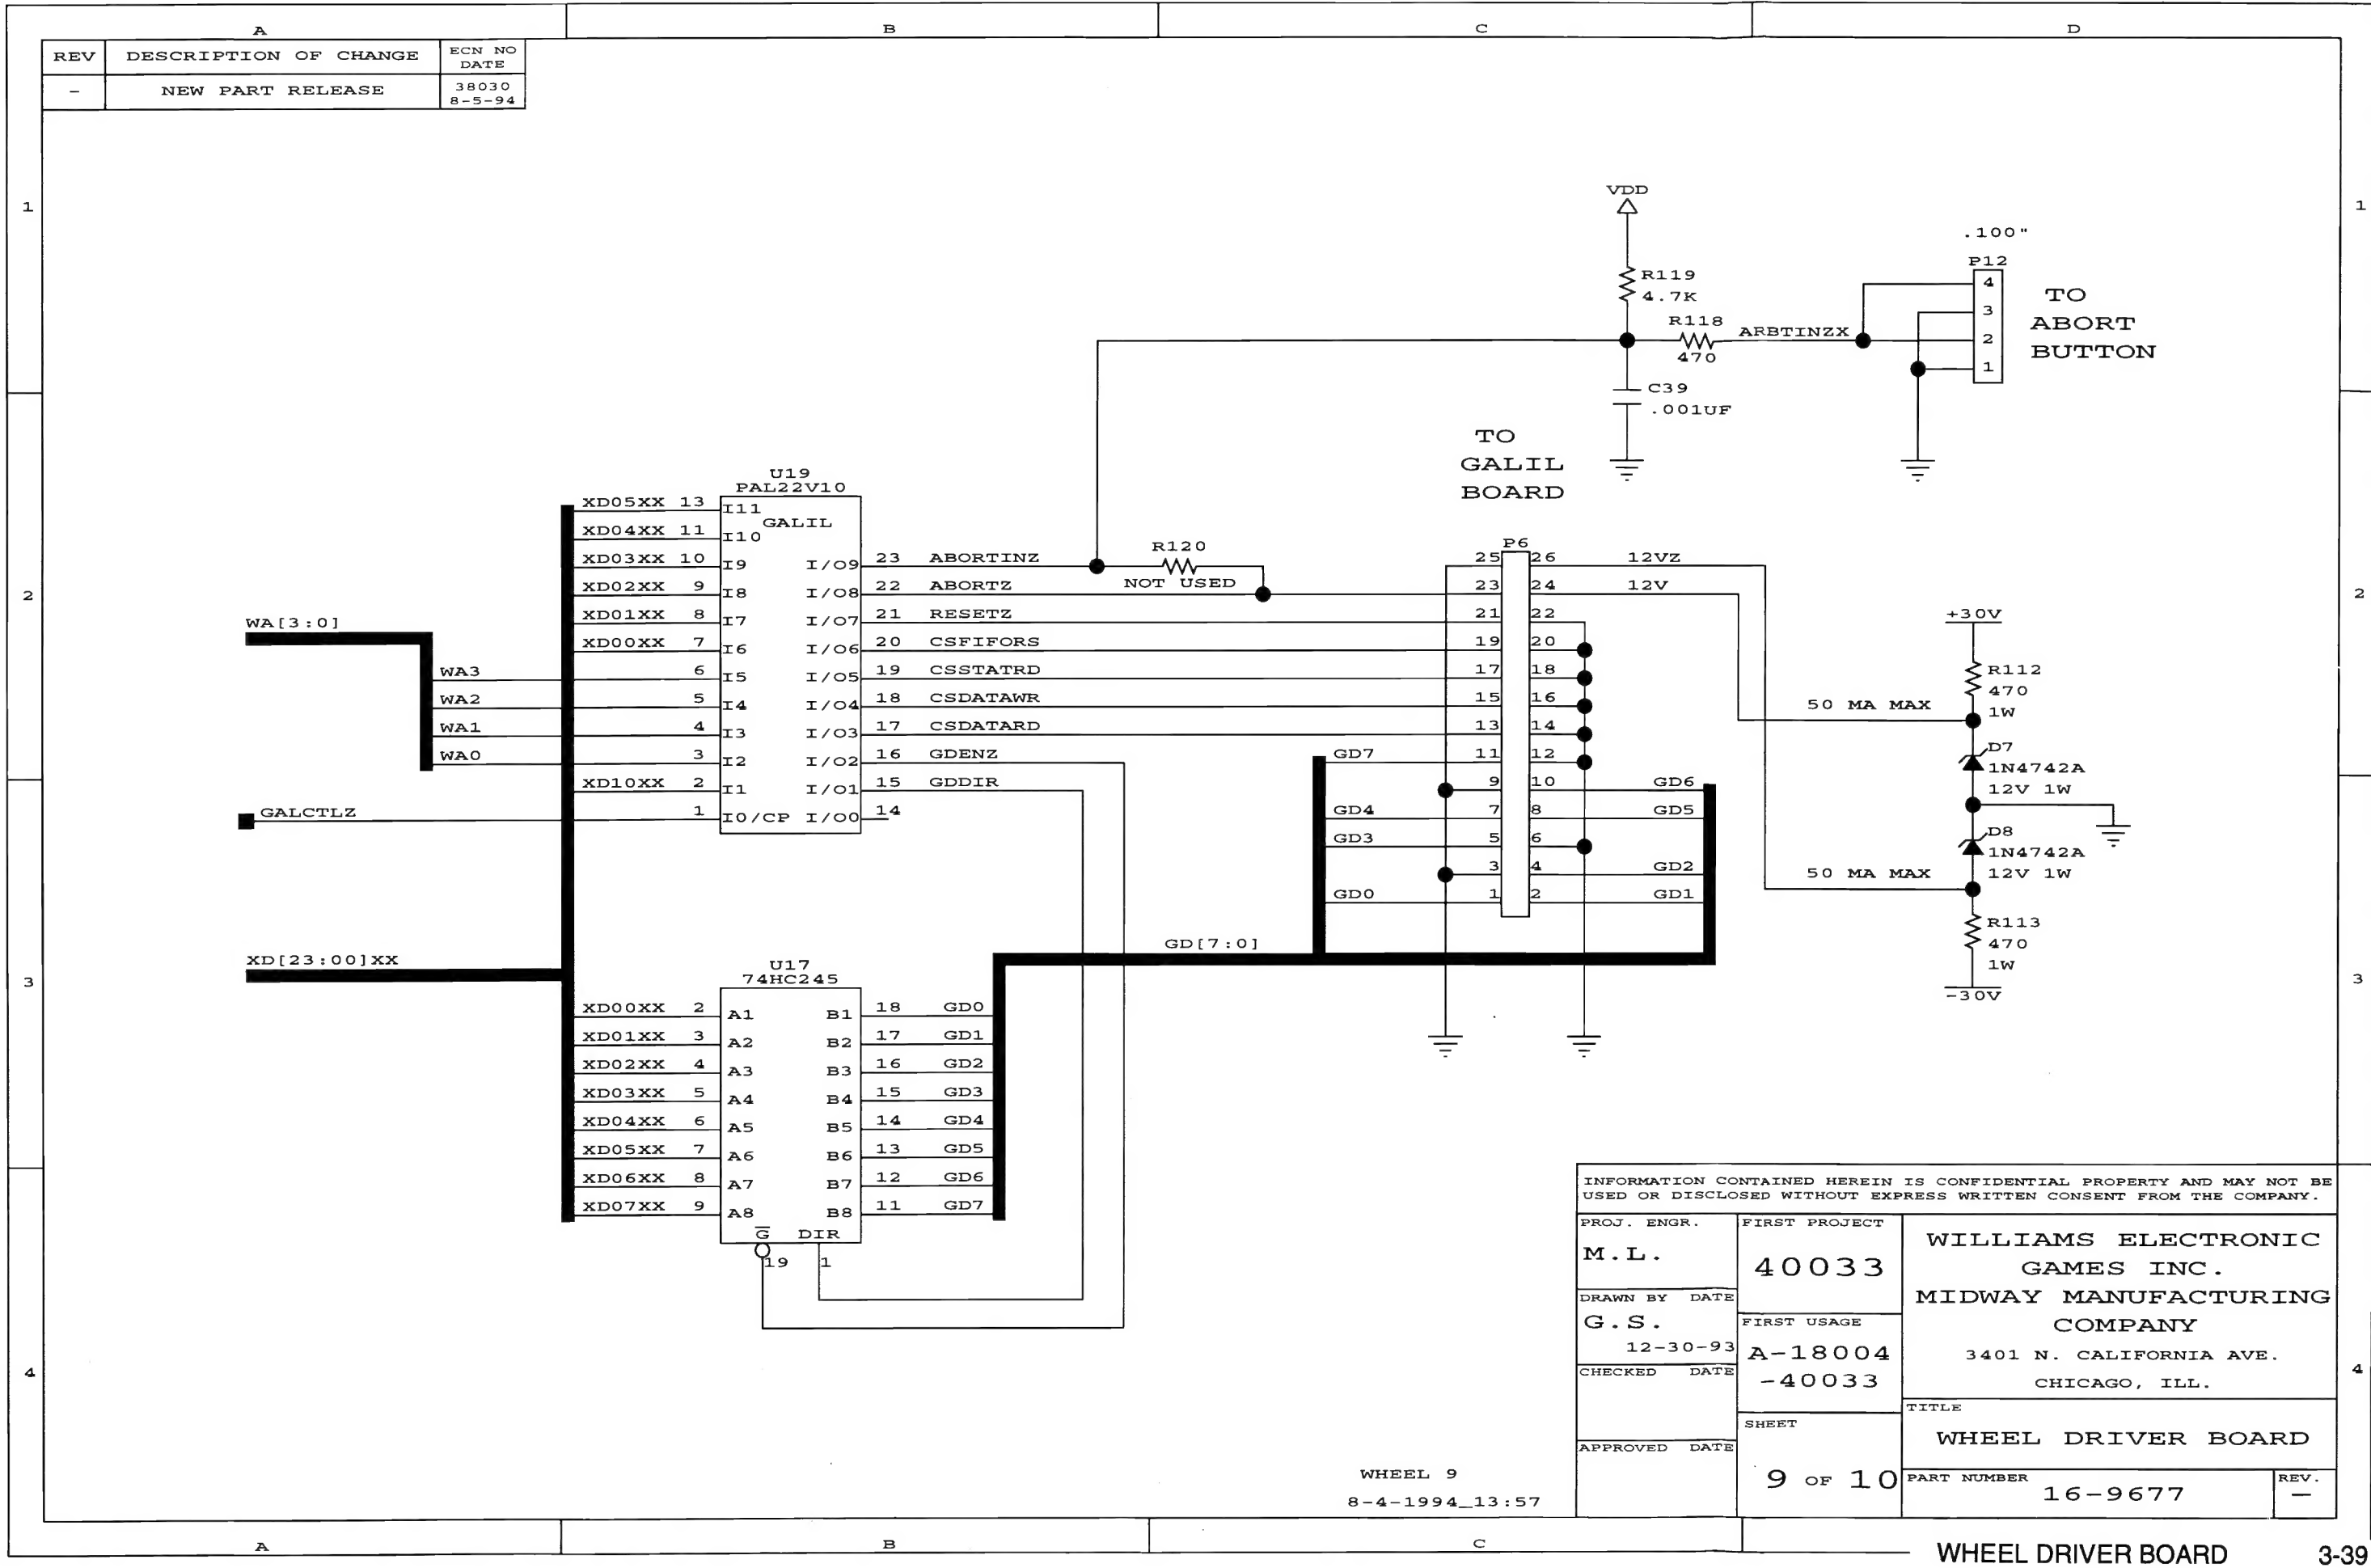 A B C D
REV DESCRIPTION OF CHANGE ECN NO DATE
- NEW PART RELEASE 38030 8-5-94
1
2
3
4
1
2
3
4
VDD
R119
4.7K
R118
470
ARBTINZX
C39
.001UF
.100"
P12
4
3
2
1
TO
ABORT
BUTTON
TO
GALIL
BOARD
U19
PAL22V10
GALIL
XD05XX 13 I11
XD04XX 11 I10
XD03XX 10 I9 I/O9 23 ABORTINZ
XD02XX 9 I8 I/O8 22 ABORTZ
XD01XX 8 I7 I/O7 21 RESETZ
XD00XX 7 I6 I/O6 20 CSFIFORS
WA3 6 I5 I/O5 19 CSSTATRD
WA2 5 I4 I/O4 18 CSDATAWR
WA1 4 I3 I/O3 17 CSDATARD
WA0 3 I2 I/O2 16 GDENZ
XD10XX 2 I1 I/O1 15 GDDIR
GALCTLZ 1 I0/CP I/O0 14
WA[3:0]
R120
NOT USED
P6
25 26 12VZ
23 24 12V
21 22
19 20
17 18
15 16
13 14
GD7 11 12
9 10 GD6
GD4 7 8 GD5
GD3 5 6
3 4 GD2
GD0 1 2 GD1
+30V
R112
470
1W
50 MA MAX
D7
1N4742A
12V 1W
D8
1N4742A
12V 1W
50 MA MAX
R113
470
1W
-30V
GD[7:0]
XD[23:00]XX
U17
74HC245
XD00XX 2 A1 B1 18 GD0
XD01XX 3 A2 B2 17 GD1
XD02XX 4 A3 B3 16 GD2
XD03XX 5 A4 B4 15 GD3
XD04XX 6 A5 B5 14 GD4
XD05XX 7 A6 B6 13 GD5
XD06XX 8 A7 B7 12 GD6
XD07XX 9 A8 B8 11 GD7
G DIR
19 1
INFORMATION CONTAINED HEREIN IS CONFIDENTIAL PROPERTY AND MAY NOT BE
USED OR DISCLOSED WITHOUT EXPRESS WRITTEN CONSENT FROM THE COMPANY.
PROJ. ENGR.
M.L.
DRAWN BY DATE
G.S.
12-30-93
CHECKED DATE
APPROVED DATE
FIRST PROJECT
40033
FIRST USAGE
A-18004
-40033
SHEET
9 OF 10
WILLIAMS ELECTRONIC
GAMES INC.
MIDWAY MANUFACTURING
COMPANY
3401 N. CALIFORNIA AVE.
CHICAGO, ILL.
TITLE
WHEEL DRIVER BOARD
PART NUMBER
16-9677
REV.
-
WHEEL 9
8-4-1994_13:57
A B C
WHEEL DRIVER BOARD 3-39